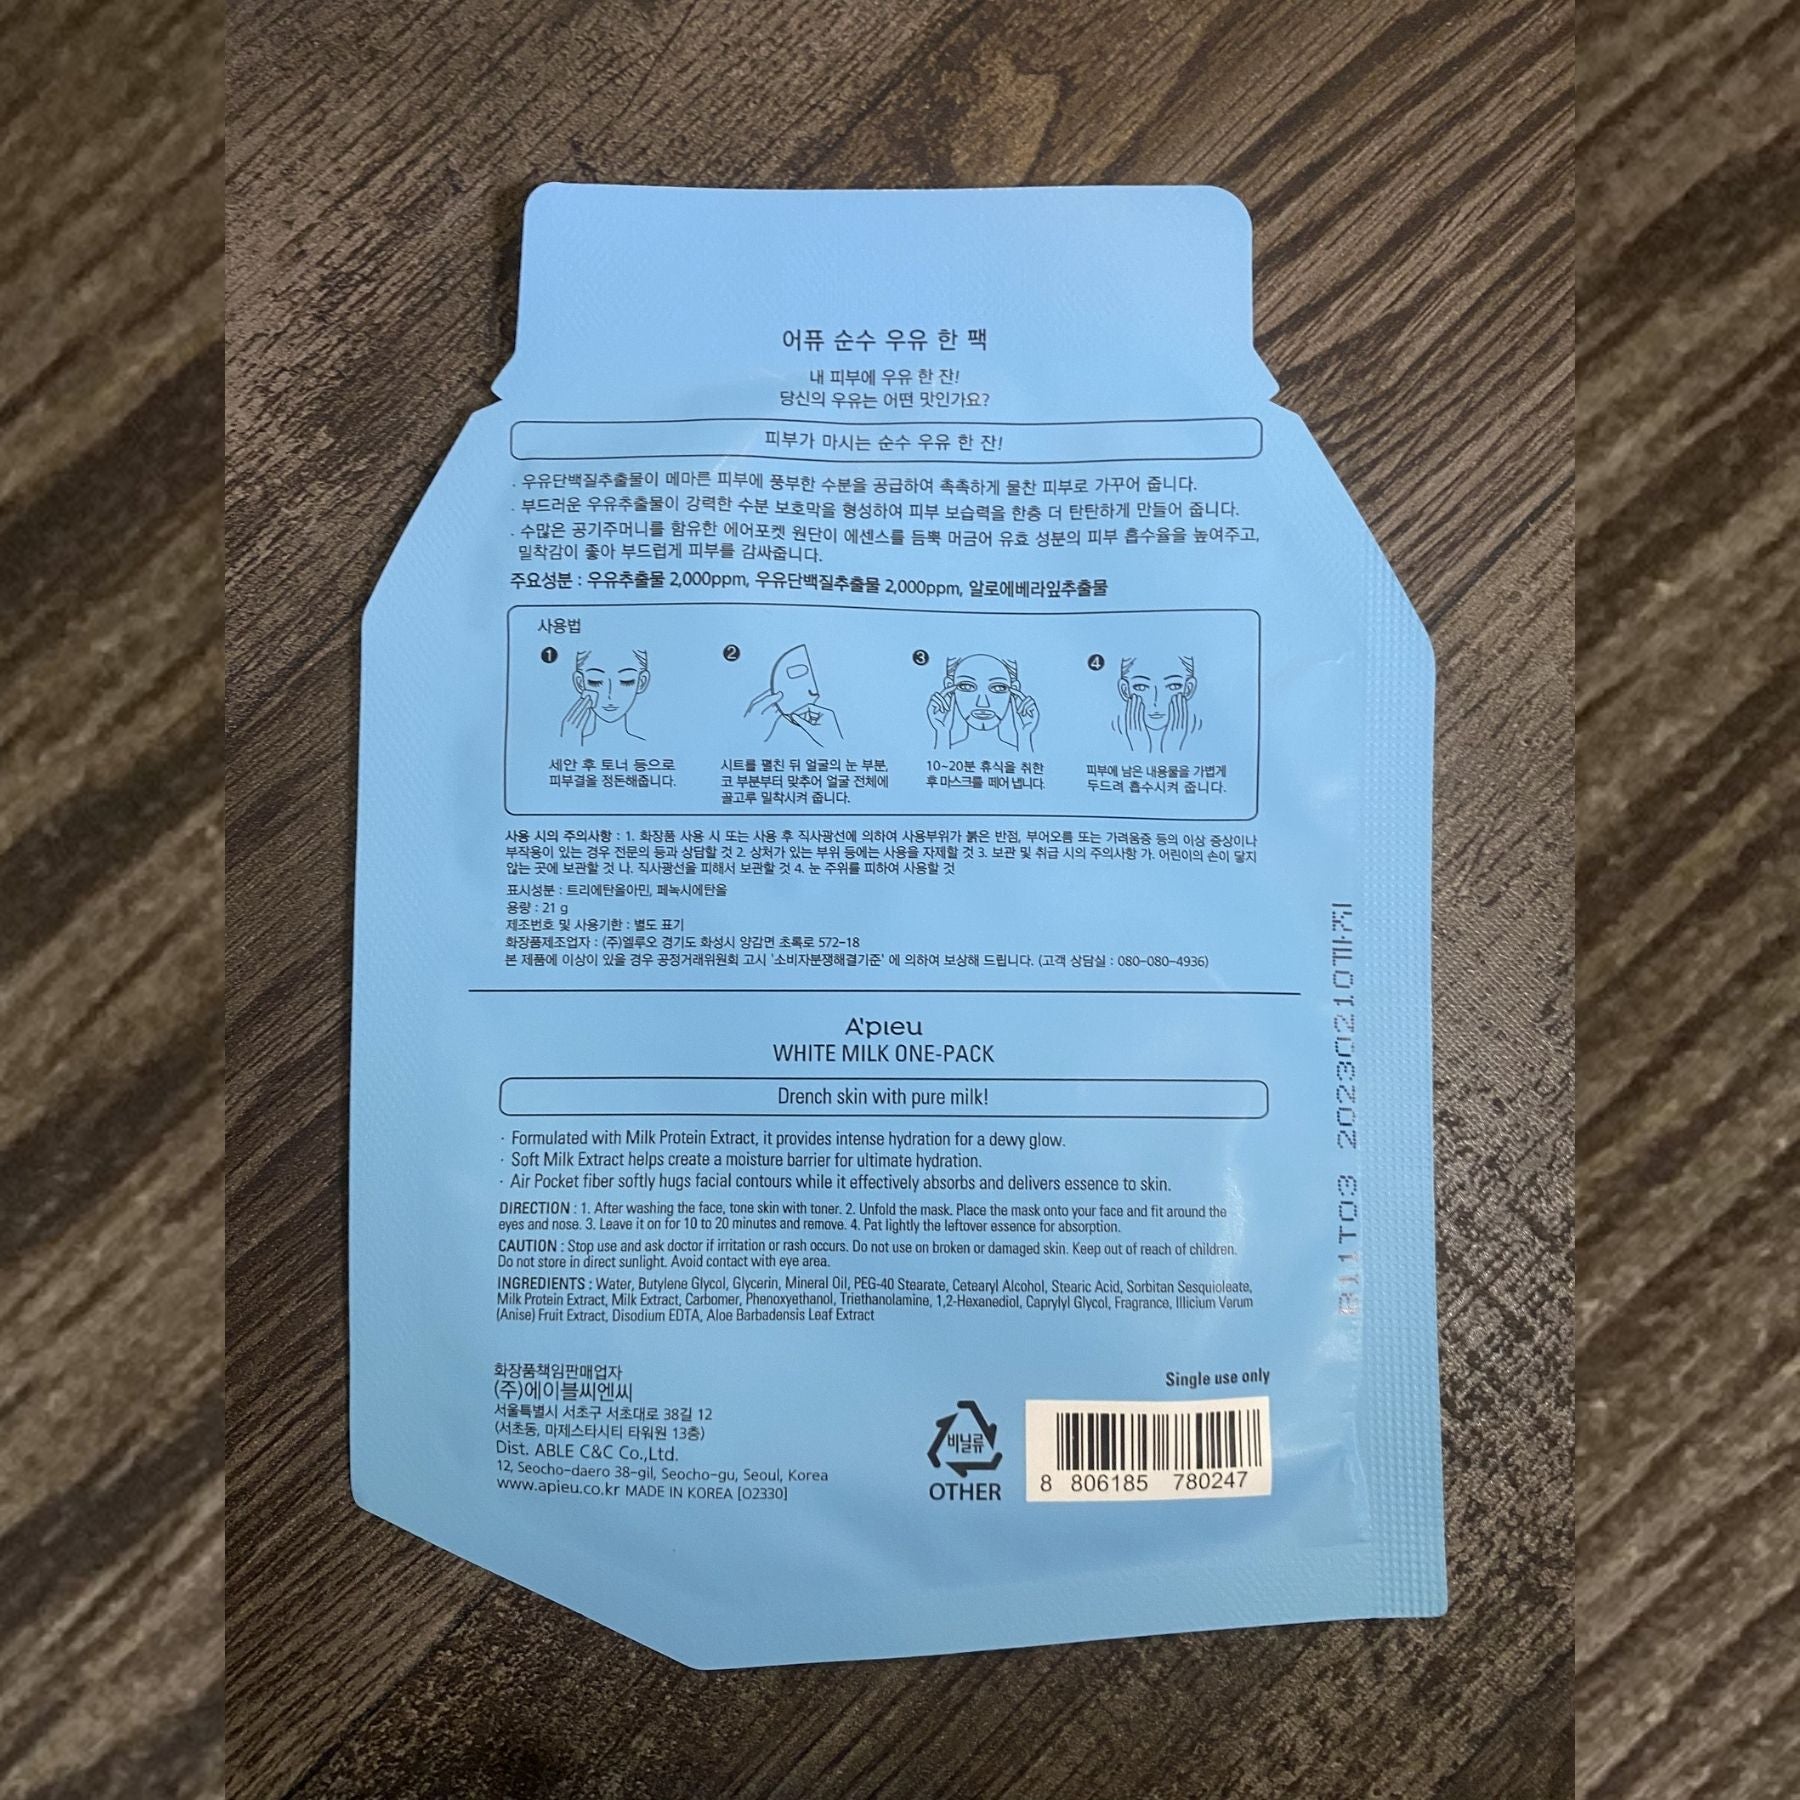 어퓨 순수 우유 한 팩
내 피부에 우유 한 잔!
당신의 우유는 어떤 맛인가요?
피부가 마시는 순수 우유 한 잔!
· 우유단백질추출물이 메마른 피부에 풍부한 수분을 공급하여 촉촉하게 물찬 피부로 가꾸어 줍니다.
· 부드러운 우유추출물이 강력한 수분 보호막을 형성하여 피부 보습력을 한층 더 탄탄하게 만들어 줍니다.
· 수많은 공기주머니를 함유한 에어포켓 원단이 에센스를 듬뿍 머금어 유효 성분의 피부 흡수율을 높여주고,
밀착감이 좋아 부드럽게 피부를 감싸줍니다.
주요성분 : 우유추출물 2,000ppm, 우유단백질추출물 2,000ppm, 알로에베라잎추출물
사용법
1
세안 후 토너 등으로
피부결을 정돈해줍니다.
2
시트를 펼친 뒤 얼굴의 눈 부분,
코 부분부터 맞추어 얼굴 전체에
골고루 밀착시켜 줍니다.
3
10~20분 휴식을 취한
후 마스크를 떼어 냅니다.
4
피부에 남은 내용물을 가볍게
두드려 흡수시켜 줍니다.
사용 시의 주의사항 : 1. 화장품 사용 시 또는 사용 후 직사광선에 의하여 사용부위가 붉은 반점, 부어오름 또는 가려움증 등의 이상 증상이나
부작용이 있는 경우 전문의 등과 상담할 것 2. 상처가 있는 부위 등에는 사용을 자제할 것 3. 보관 및 취급 시의 주의사항 가. 어린이의 손이 닿지
않는 곳에 보관할 것 나. 직사광선을 피해서 보관할 것 4. 눈 주위를 피하여 사용할 것
표시성분 : 트리에탄올아민, 페녹시에탄올
용량 : 21 g
제조번호 및 사용기한 : 별도 표기
화장품제조업자 : (주)엘루오 경기도 화성시 양감면 초록로 572-18
본 제품에 이상이 있을 경우 공정거래위원회 고시 '소비자분쟁해결기준' 에 의하여 보상해 드립니다. (고객 상담실 : 080-080-4936)
A'pieu
WHITE MILK ONE-PACK
Drench skin with pure milk!
· Formulated with Milk Protein Extract, it provides intense hydration for a dewy glow.
· Soft Milk Extract helps create a moisture barrier for ultimate hydration.
· Air Pocket fiber softly hugs facial contours while it effectively absorbs and delivers essence to skin.
DIRECTION : 1. After washing the face, tone skin with toner. 2. Unfold the mask. Place the mask onto your face and fit around the
eyes and nose. 3. Leave it on for 10 to 20 minutes and remove. 4. Pat lightly the leftover essence for absorption.
CAUTION : Stop use and ask doctor if irritation or rash occurs. Do not use on broken or damaged skin. Keep out of reach of children.
Do not store in direct sunlight. Avoid contact with eye area.
INGREDIENTS : Water, Butylene Glycol, Glycerin, Mineral Oil, PEG-40 Stearate, Cetearyl Alcohol, Stearic Acid, Sorbitan Sesquioleate,
Milk Protein Extract, Milk Extract, Carbomer, Phenoxyethanol, Triethanolamine, 1,2-Hexanediol, Caprylyl Glycol, Fragrance, Illicium Verum
(Anise) Fruit Extract, Disodium EDTA, Aloe Barbadensis Leaf Extract
화장품책임판매업자
(주)에이블씨엔씨
서울특별시 서초구 서초대로 38길 12
(서초동, 마제스타시티 타워원 13층)
Dist. ABLE C&C Co.,Ltd.
12, Seocho-daero 38-gil, Seocho-gu, Seoul, Korea
www.apieu.co.kr MADE IN KOREA [O2330]
비닐류
OTHER
Single use only
8 806185 780247
B11T03 20230210까지